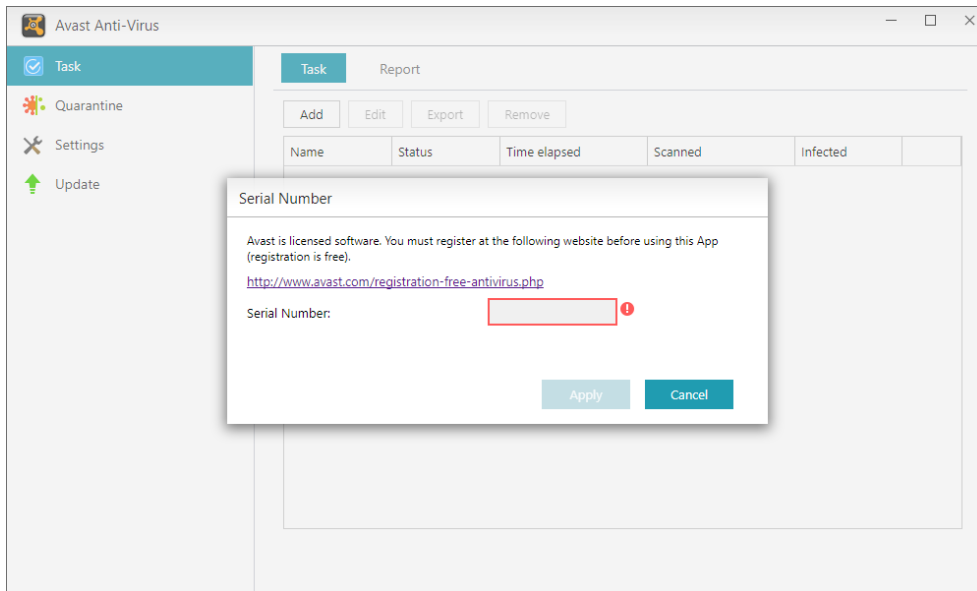 Avast Anti-Virus
Task
Quarantine
Settings
Update
Task Report
Add Edit Export Remove
Name Status Time elapsed Scanned Infected
Serial Number
Avast is licensed software. You must register at the following website before using this App
(registration is free).
http://www.avast.com/registration-free-antivirus.php
Serial Number:
Apply Cancel